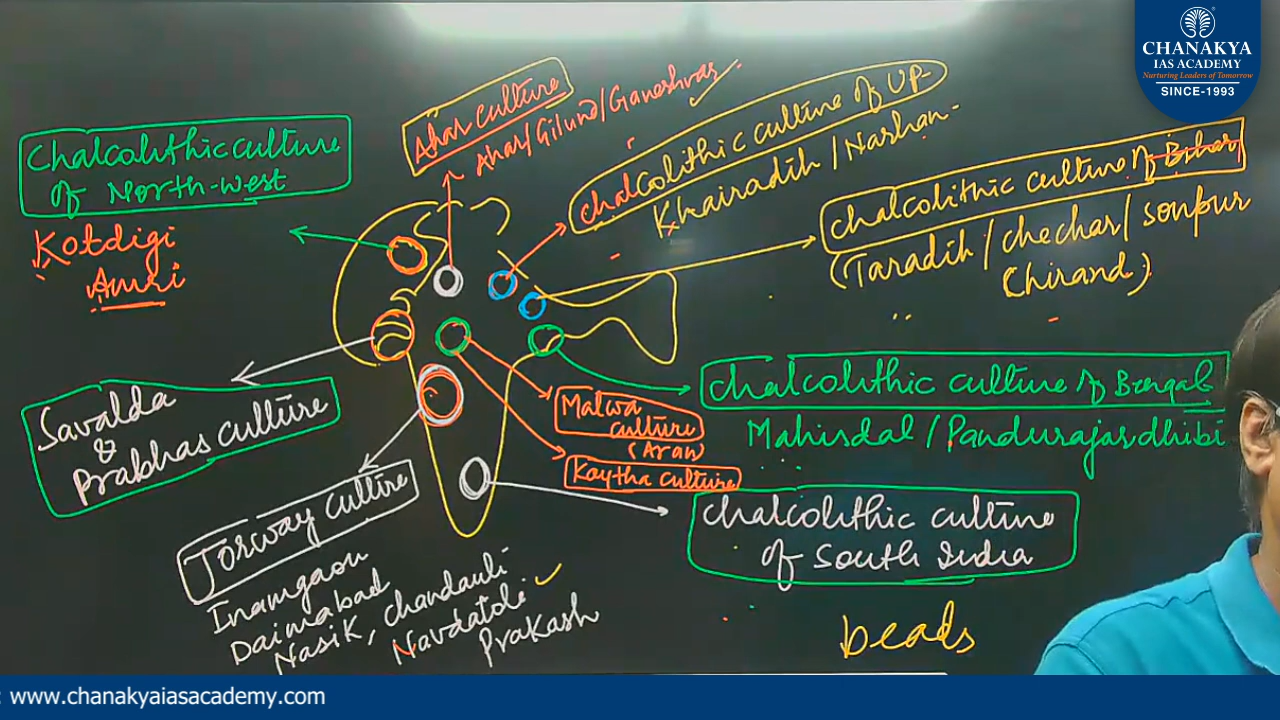 CHANAKYA
IAS ACADEMY
Nurturing Leaders of Tomorrow
SINCE-1993
Ahar culture
Ahar/Gilund/Ganeshwar
Chalcolithic culture of UP
Khairadih / Narhan
Chalcolithic culture
of North-west
Kotdigi
Amri
Chalcolithic culture of Bihar
(Taradih / chechar / sonpur
Chirand)
Savalda
&
Prabhas culture
Malwa
culture
(Aran)
Kaytha culture
Chalcolithic culture of Bengal
Mahisdal / Pandurajardhibi
Jorway culture
Inamgaon
Daimabad
Nasik, Chandauli
Navdatoli
Prakash
Chalcolithic culture
of South India
beads
: www.chanakyaiasacademy.com